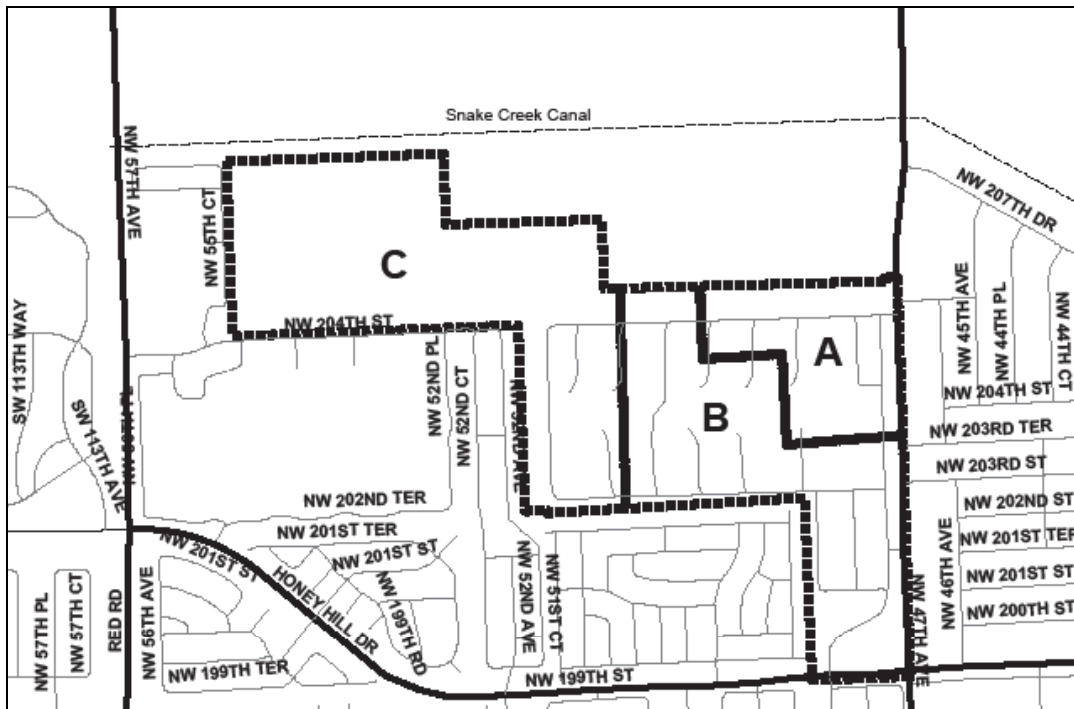 Snake Creek Canal
NW 57TH AVE
NW 207TH DR
NW 55TH CT
C
NW 204TH ST
A
B
SW 113TH WAY
SW 113TH AVE
NW 52ND PL
NW 52ND CT
NW 45TH AVE
NW 44TH PL
NW 44TH CT
NW 204TH ST
NW 203RD TER
NW 203RD ST
NW 202ND TER
NW 202ND ST
NW 201ST TER
NW 201ST TER
NW 201ST ST
NW 201ST ST
NW 201ST ST
HONEY HILL DR
NW 199TH RD
NW 52ND AVE
NW 51ST CT
NW 46TH AVE
NW 200TH ST
NW 47TH AVE
NW 57TH PL
NW 57TH CT
RED RD
NW 56TH AVE
NW 199TH TER
NW 199TH ST